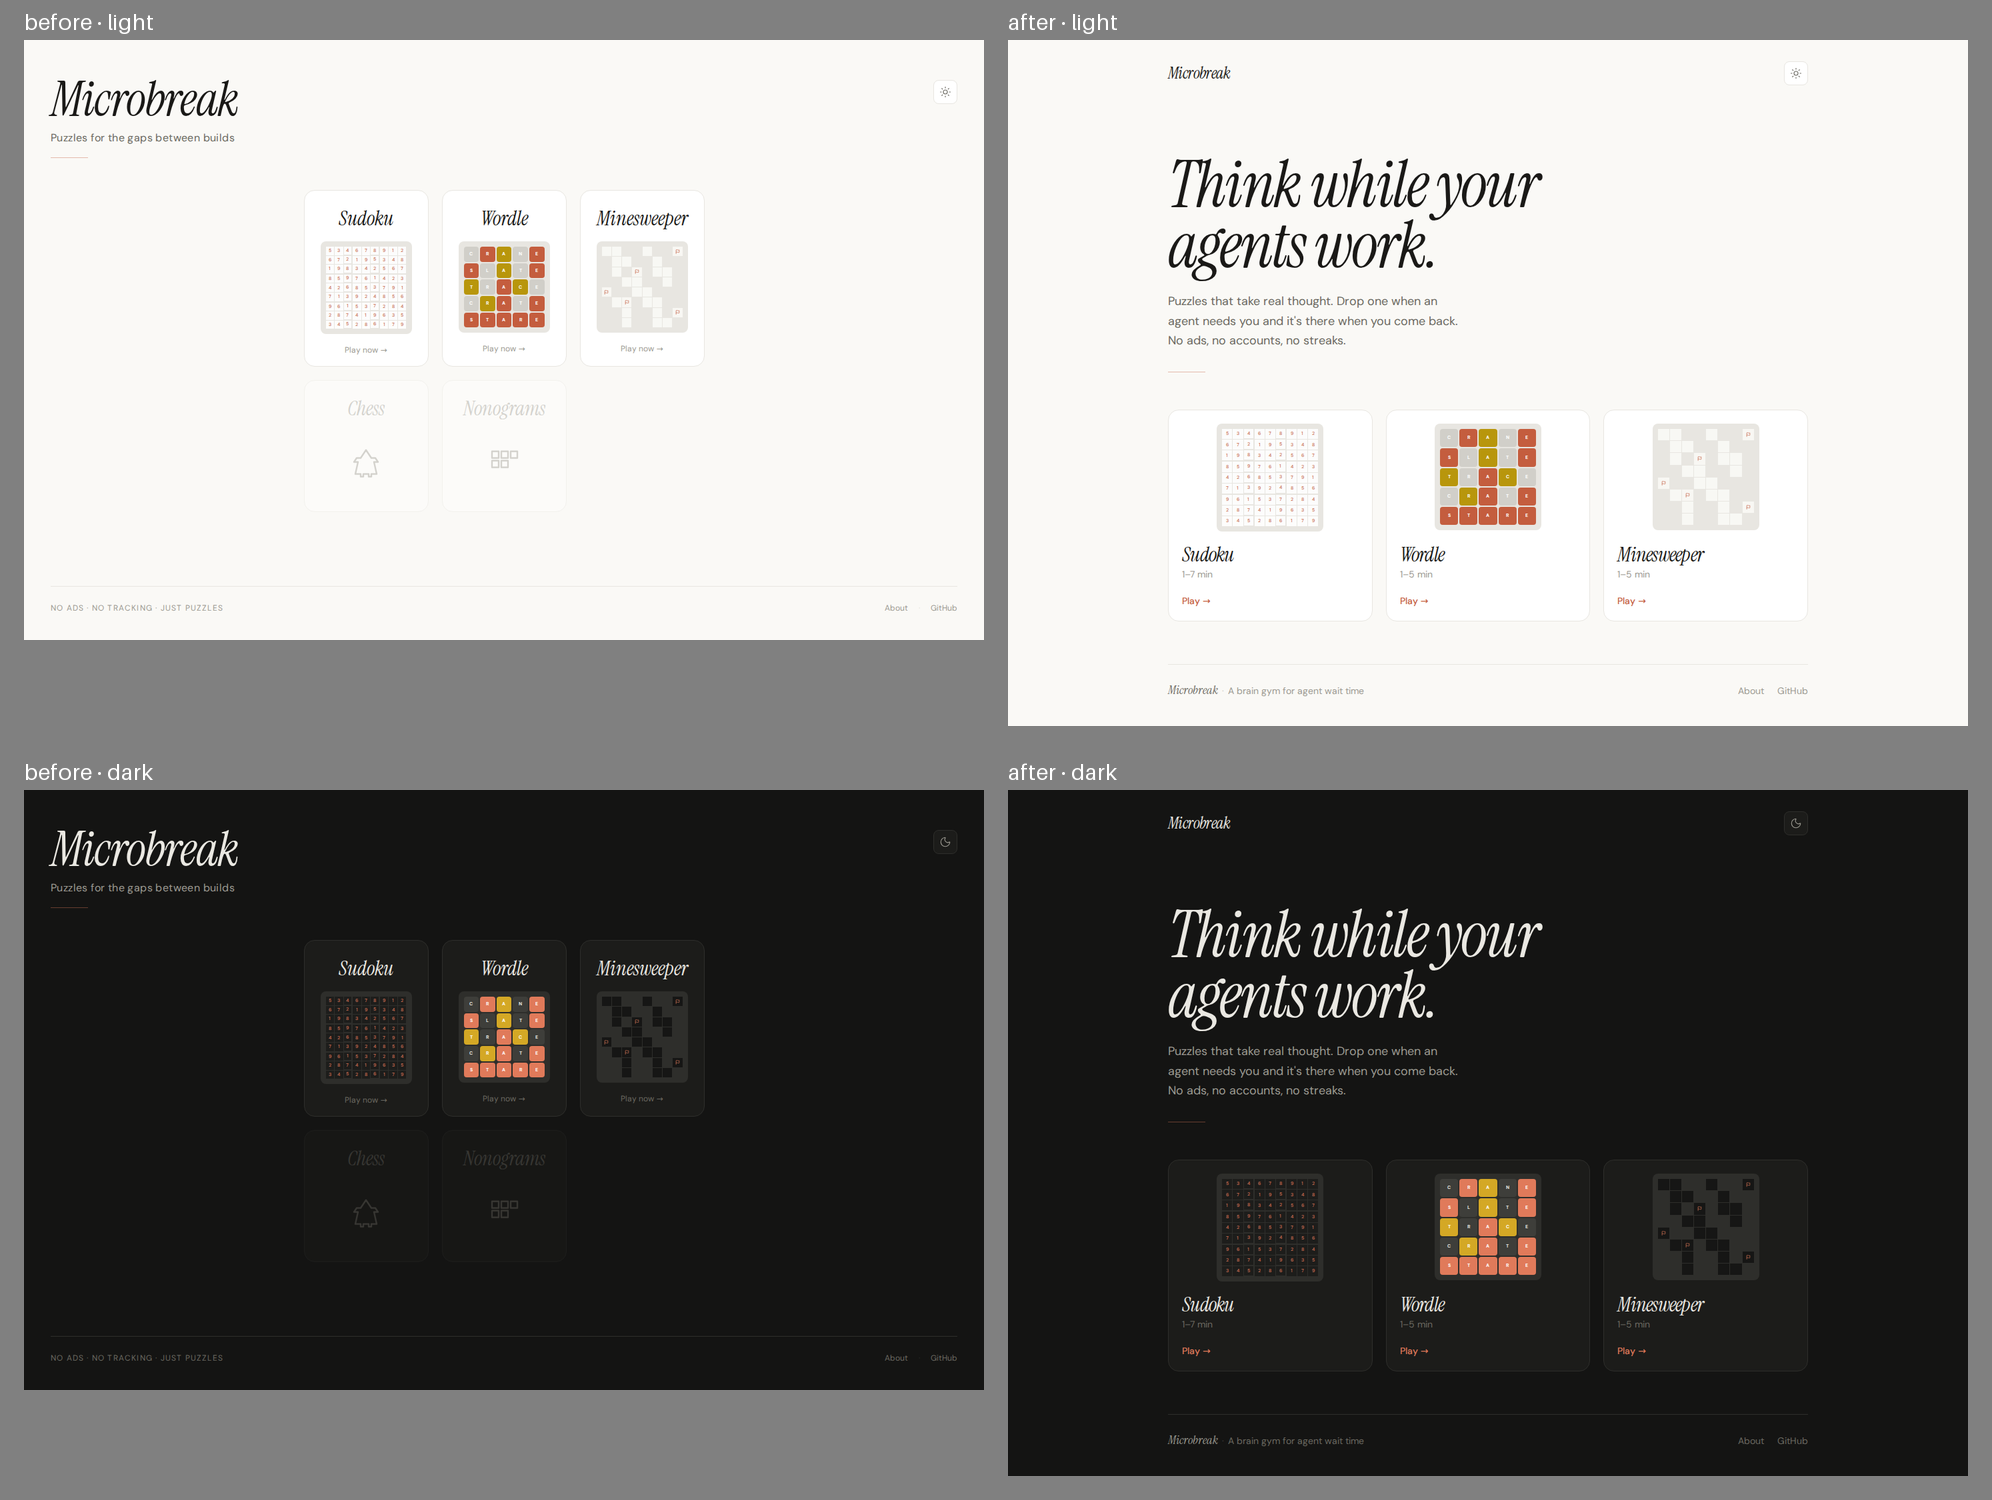 before · light
Microbreak
Puzzles for the gaps between builds
Sudoku
Wordle
Minesweeper
C R A N E
S L A T E
T R A C E
C R A T E
S T A R E
Play now →
Play now →
Play now →
Chess
Nonograms
NO ADS · NO TRACKING · JUST PUZZLES
About
GitHub
after · light
Microbreak
Think while your
agents work.
Puzzles that take real thought. Drop one when an
agent needs you and it's there when you come back.
No ads, no accounts, no streaks.
C R A N E
S L A T E
T R A C E
C R A T E
S T A R E
Sudoku
1–7 min
Play →
Wordle
1–5 min
Play →
Minesweeper
1–5 min
Play →
Microbreak · A brain gym for agent wait time
About
GitHub
before · dark
Microbreak
Puzzles for the gaps between builds
Sudoku
Wordle
Minesweeper
C R A N E
S L A T E
T R A C E
C R A T E
S T A R E
Play now →
Play now →
Play now →
Chess
Nonograms
NO ADS · NO TRACKING · JUST PUZZLES
About
GitHub
after · dark
Microbreak
Think while your
agents work.
Puzzles that take real thought. Drop one when an
agent needs you and it's there when you come back.
No ads, no accounts, no streaks.
C R A N E
S L A T E
T R A C E
C R A T E
S T A R E
Sudoku
1–7 min
Play →
Wordle
1–5 min
Play →
Minesweeper
1–5 min
Play →
Microbreak · A brain gym for agent wait time
About
GitHub